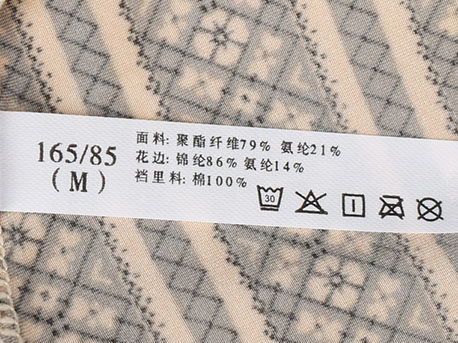 165/85
(M)
面料: 聚酯纤维79% 氨纶21%
花边: 锦纶86% 氨纶14%
裆里料: 棉100%
30